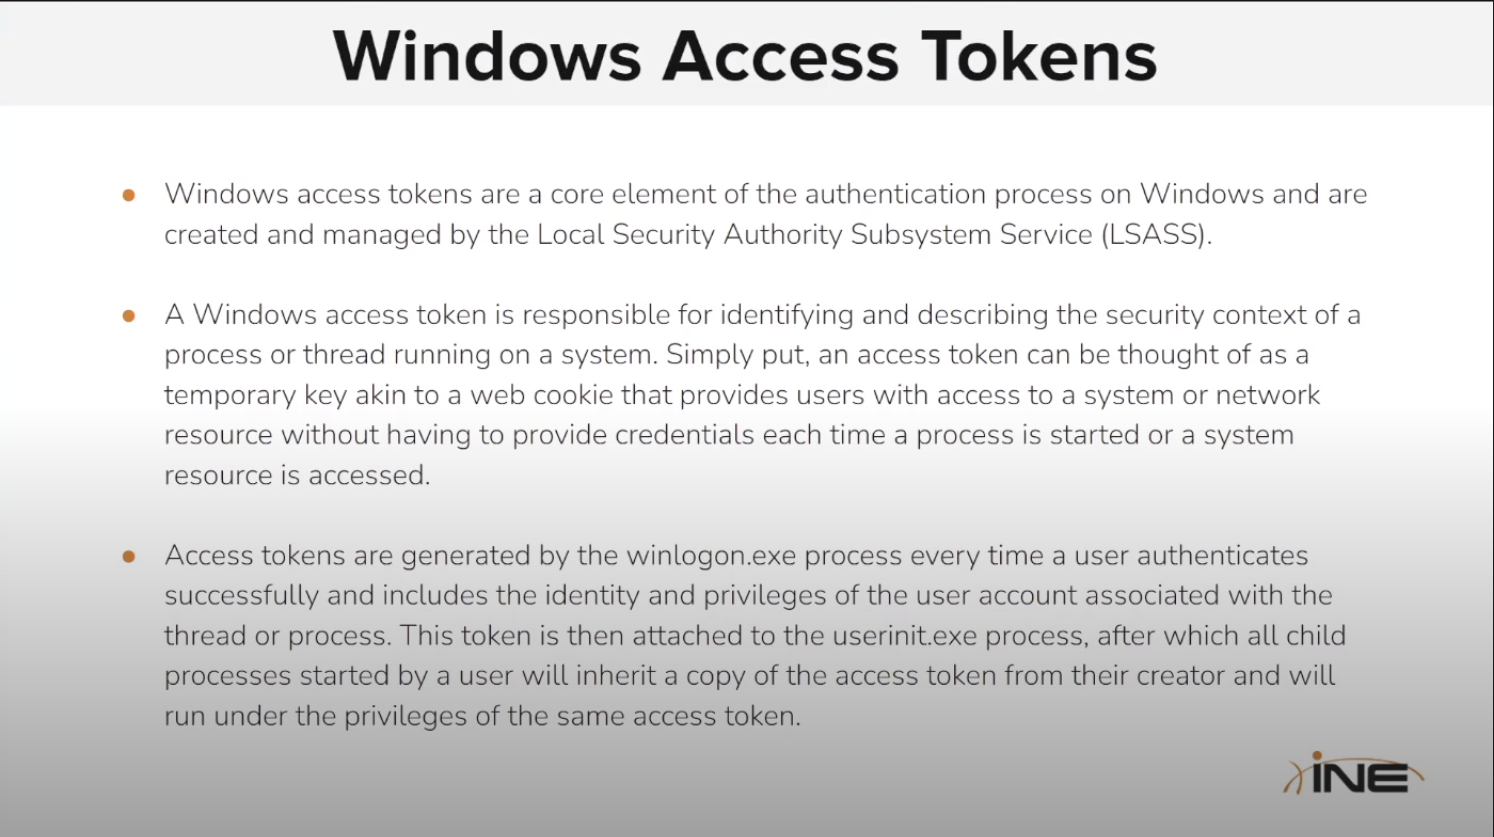 Windows Access Tokens
Windows access tokens are a core element of the authentication process on Windows and are
created and managed by the Local Security Authority Subsystem Service (LSASS).
A Windows access token is responsible for identifying and describing the security context of a
process or thread running on a system. Simply put, an access token can be thought of as a
temporary key akin to a web cookie that provides users with access to a system or network
resource without having to provide credentials each time a process is started or a system
resource is accessed.
Access tokens are generated by the winlogon.exe process every time a user authenticates
successfully and includes the identity and privileges of the user account associated with the
thread or process. This token is then attached to the userinit.exe process, after which all child
processes started by a user will inherit a copy of the access token from their creator and will
run under the privileges of the same access token.
INE